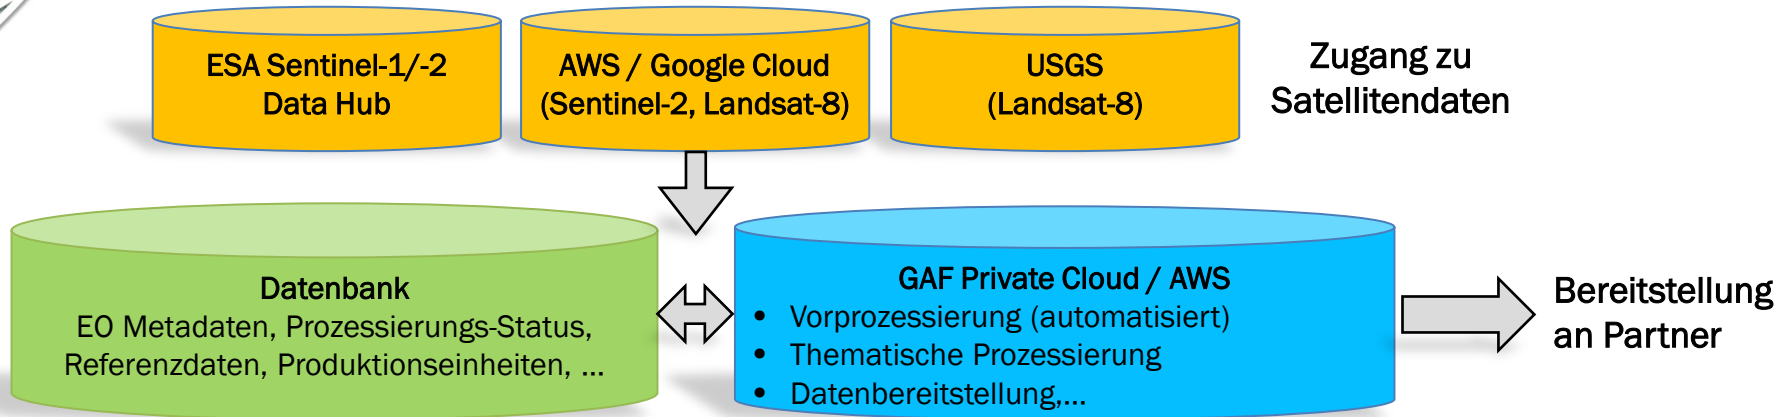 ESA Sentinel-1/-2
Data Hub
AWS / Google Cloud
(Sentinel-2, Landsat-8)
USGS
(Landsat-8)
Zugang zu
Satellitendaten
Datenbank
EO Metadaten, Prozessierungs-Status,
Referenzdaten, Produktionseinheiten, ...
GAF Private Cloud / AWS
• Vorprozessierung (automatisiert)
• Thematische Prozessierung
• Datenbereitstellung,...
Bereitstellung
an Partner